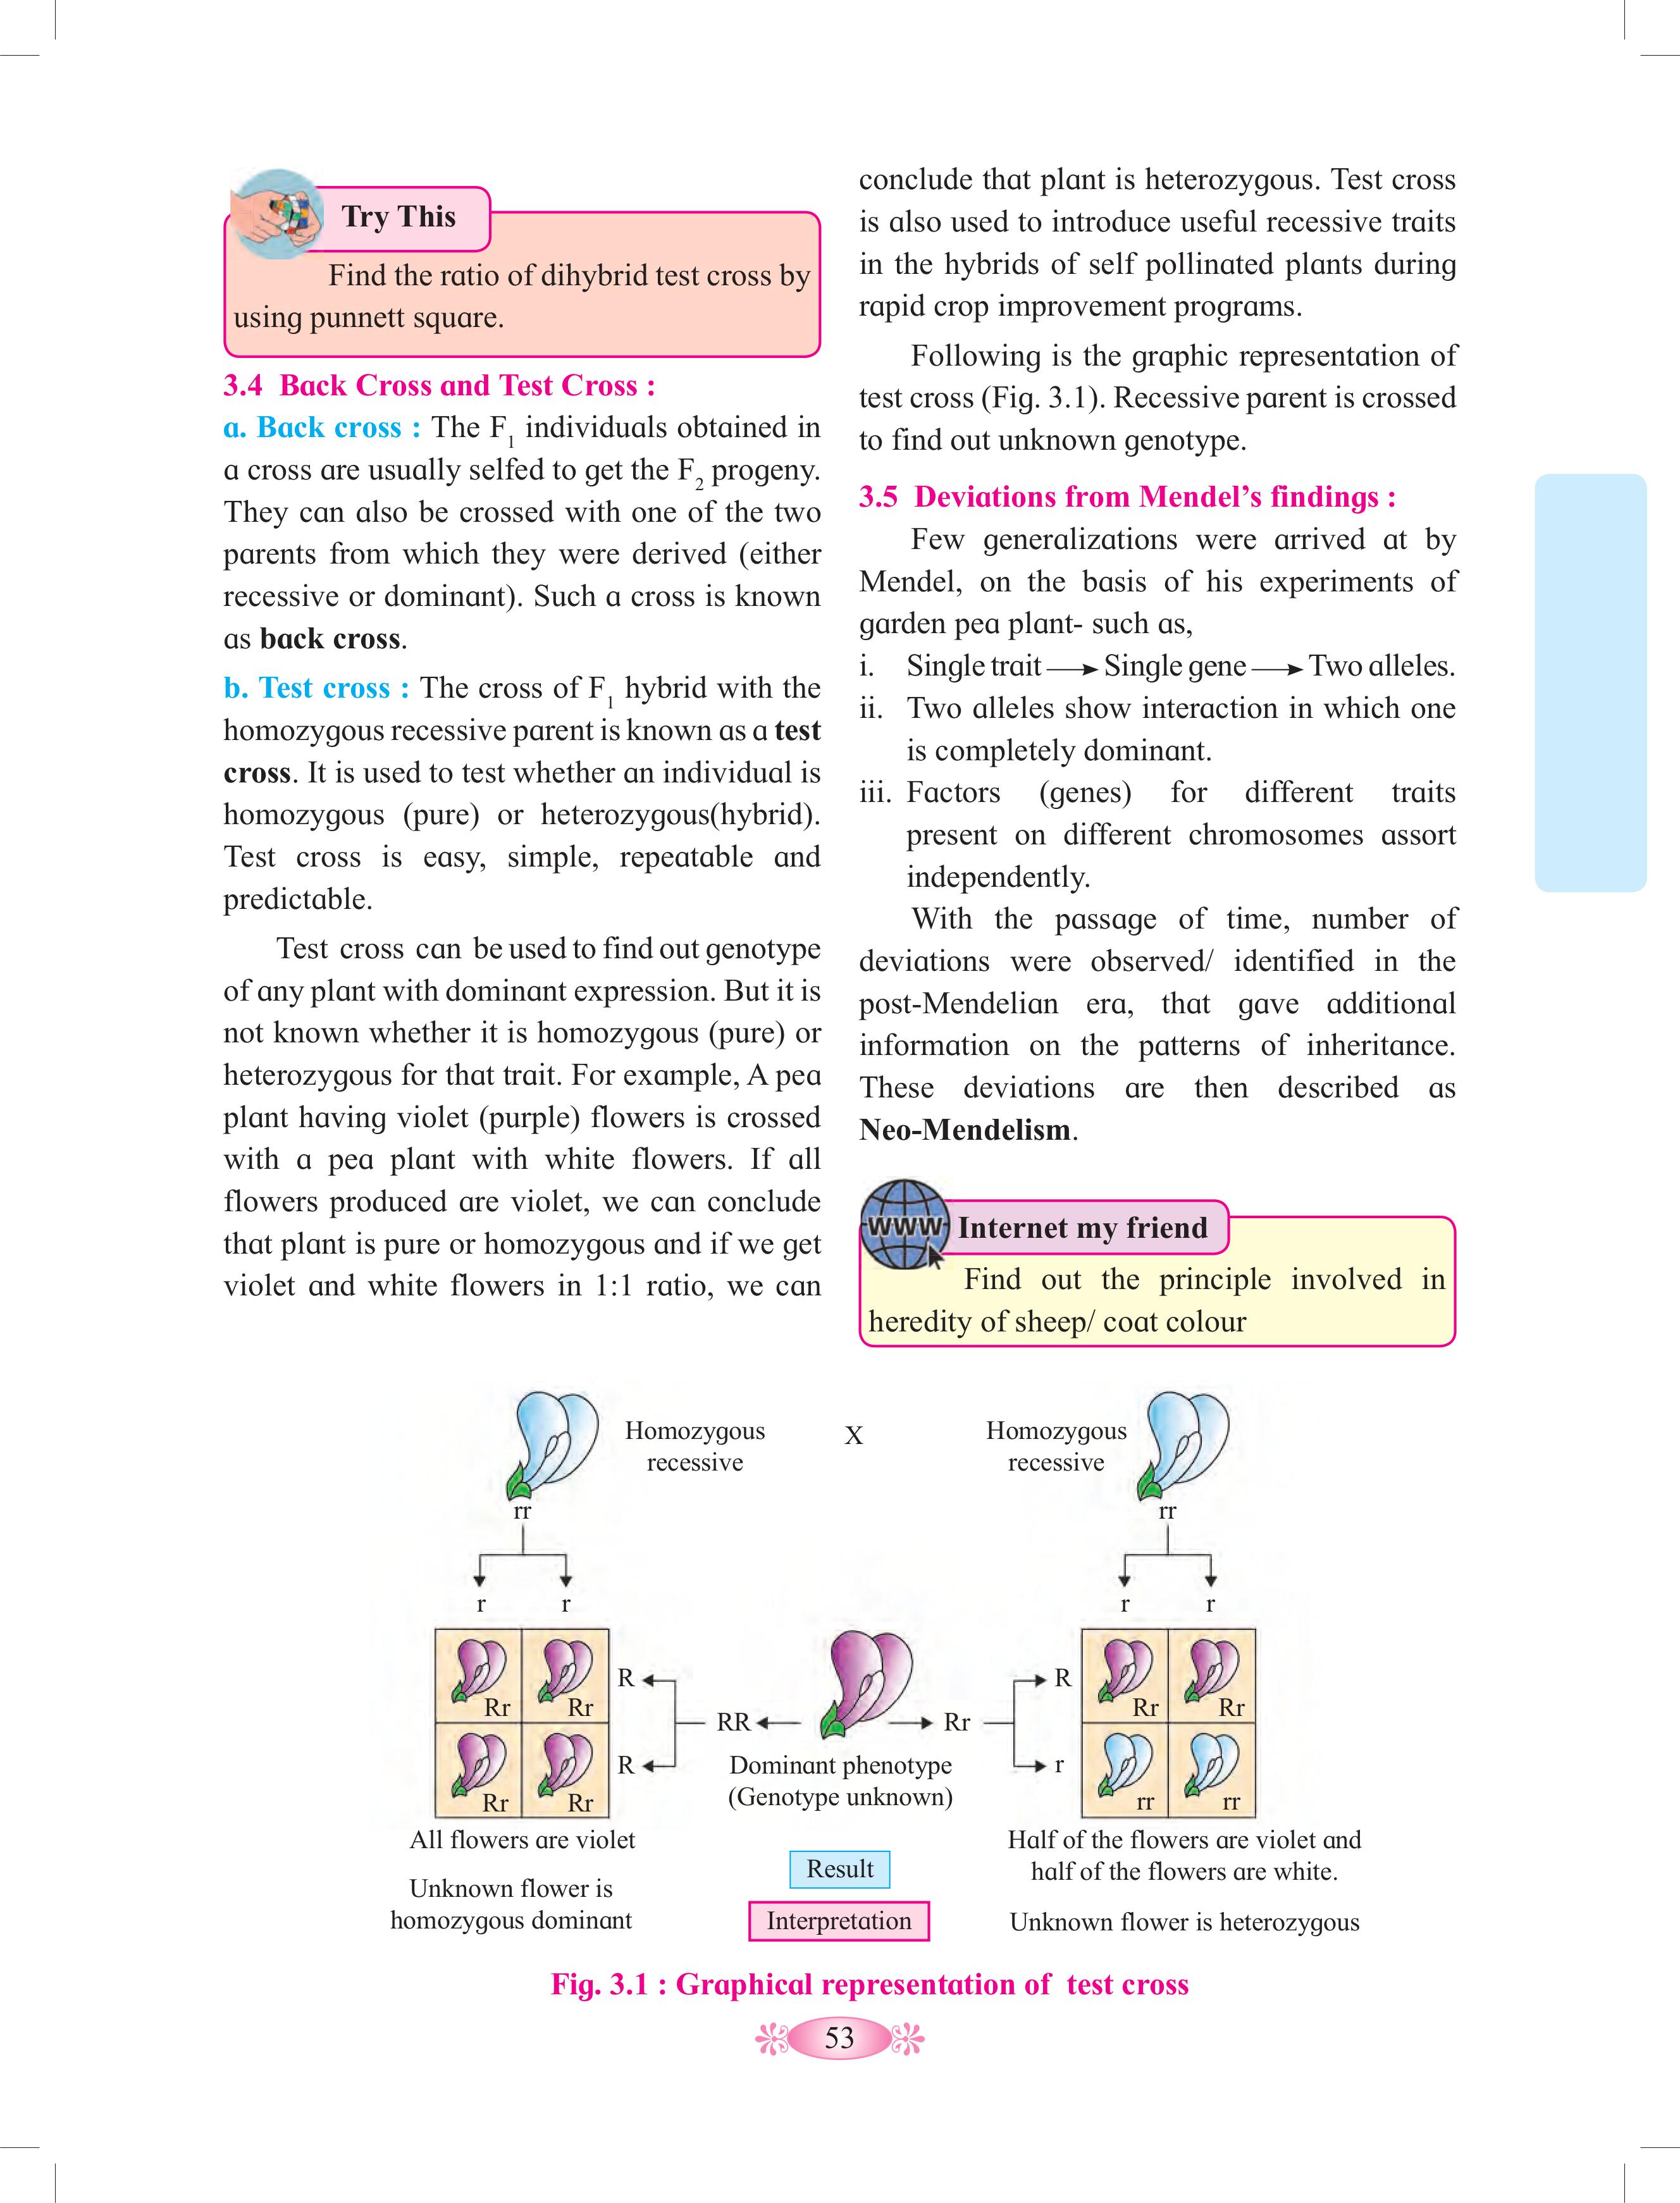 Try This
Find the ratio of dihybrid test cross by
using punnett square.
3.4 Back Cross and Test Cross :
a. Back cross : The F1 individuals obtained in
a cross are usually selfed to get the F2 progeny.
They can also be crossed with one of the two
parents from which they were derived (either
recessive or dominant). Such a cross is known
as back cross.
b. Test cross : The cross of F1 hybrid with the
homozygous recessive parent is known as a test
cross. It is used to test whether an individual is
homozygous (pure) or heterozygous(hybrid).
Test cross is easy, simple, repeatable and
predictable.
Test cross can be used to find out genotype
of any plant with dominant expression. But it is
not known whether it is homozygous (pure) or
heterozygous for that trait. For example, A pea
plant having violet (purple) flowers is crossed
with a pea plant with white flowers. If all
flowers produced are violet, we can conclude
that plant is pure or homozygous and if we get
violet and white flowers in 1:1 ratio, we can
conclude that plant is heterozygous. Test cross
is also used to introduce useful recessive traits
in the hybrids of self pollinated plants during
rapid crop improvement programs.
Following is the graphic representation of
test cross (Fig. 3.1). Recessive parent is crossed
to find out unknown genotype.
3.5 Deviations from Mendel's findings :
Few generalizations were arrived at by
Mendel, on the basis of his experiments of
garden pea plant- such as,
i. Single trait → Single gene → Two alleles.
ii. Two alleles show interaction in which one
is completely dominant.
iii. Factors (genes) for different traits
present on different chromosomes assort
independently.
With the passage of time, number of
deviations were observed/ identified in the
post-Mendelian era, that gave additional
information on the patterns of inheritance.
These deviations are then described as
Neo-Mendelism.
WWW Internet my friend
Find out the principle involved in
heredity of sheep/ coat colour
Homozygous X Homozygous
recessive recessive
rr rr
r r r r
R R
Rr Rr Rr Rr
RR Rr
R r
Dominant phenotype
(Genotype unknown)
Rr Rr rr rr
All flowers are violet
Half of the flowers are violet and
half of the flowers are white.
Result
Unknown flower is
homozygous dominant
Interpretation
Unknown flower is heterozygous
Fig. 3.1 : Graphical representation of test cross
53